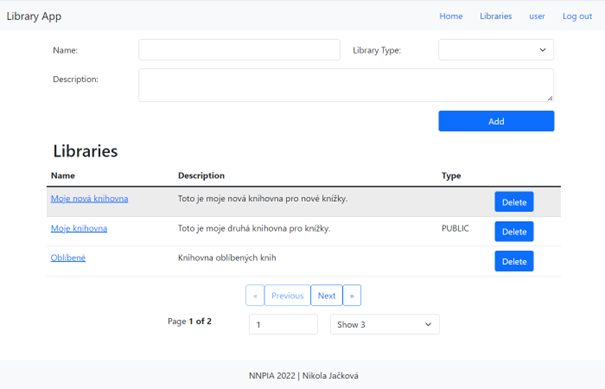 Library App Home Libraries user Log out
Name: Library Type:
Description:
Add
Libraries
Name Description Type
Moje nová knihovna Toto je moje nová knihovna pro nové knížky. Delete
Moje knihovna Toto je moje druhá knihovna pro knížky. PUBLIC Delete
Oblíbené Knihovna oblíbených knih Delete
« Previous Next »
Page 1 of 2 1 Show 3
NNPIA 2022 | Nikola Jačková